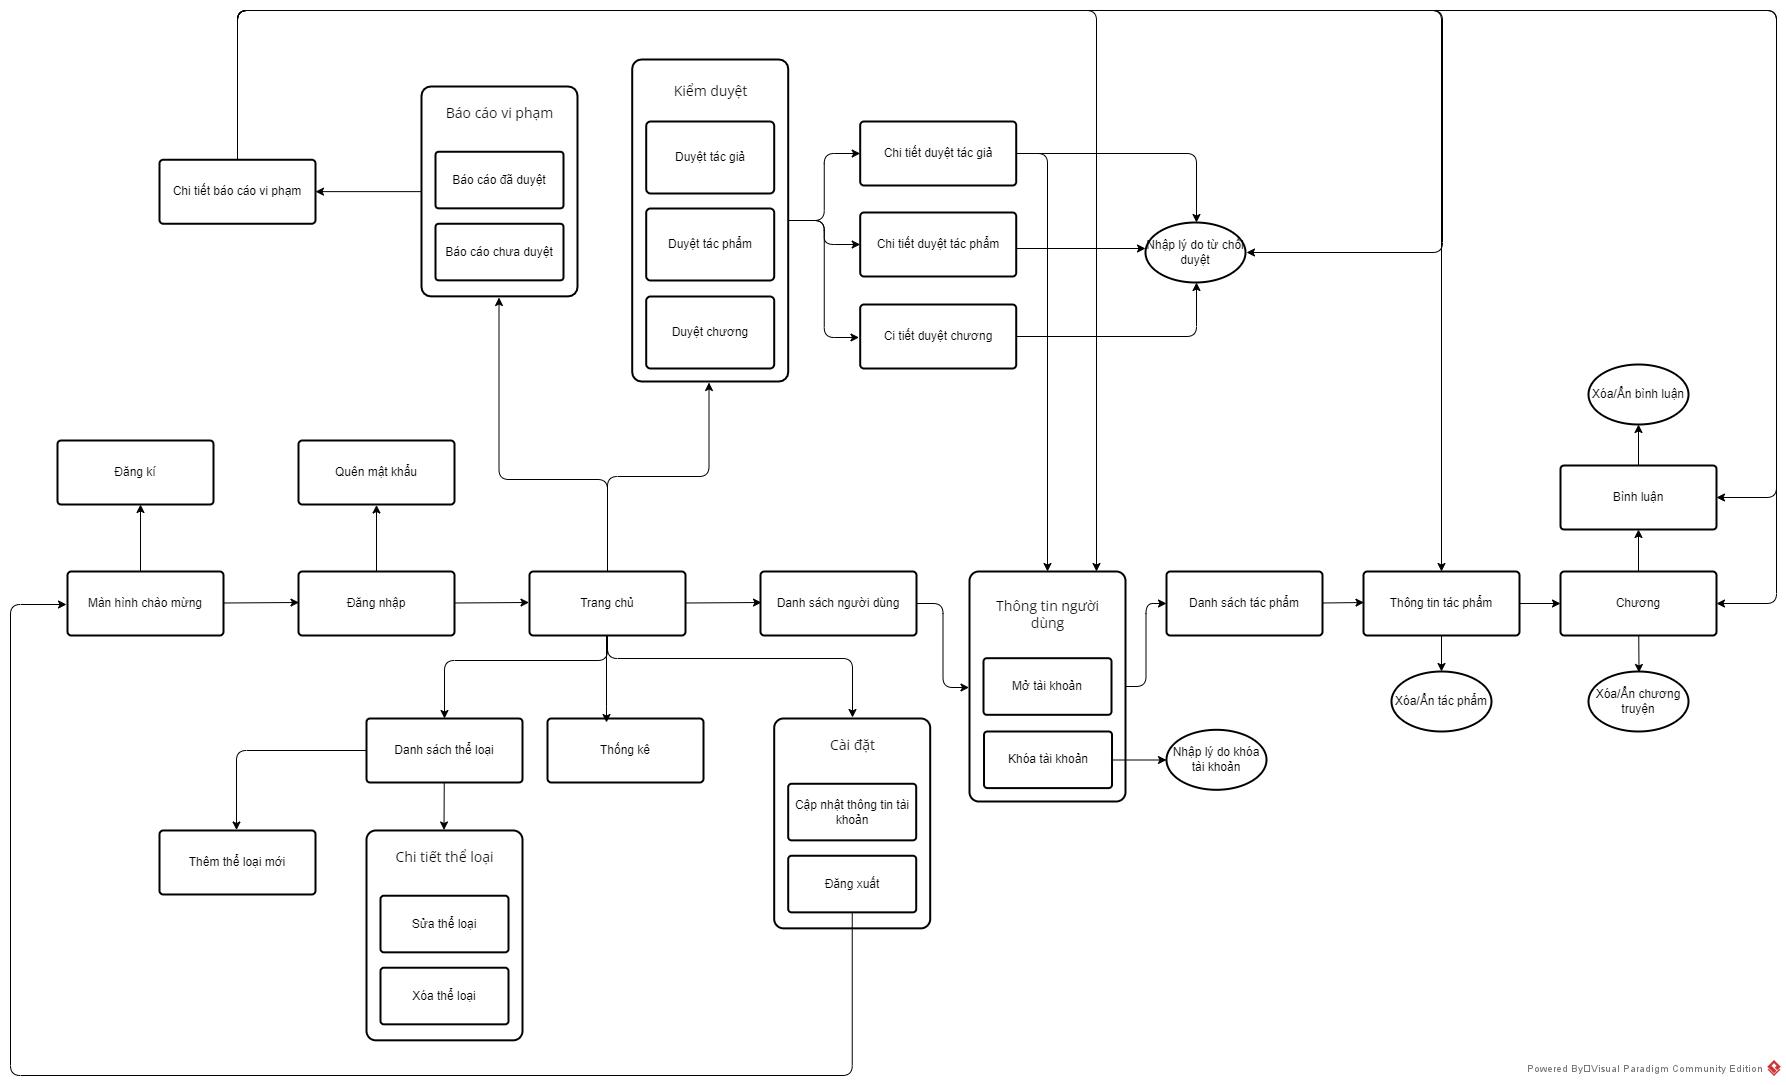 Kiểm duyệt
Báo cáo vi phạm
Duyệt tác giả
Chi tiết duyệt tác giả
Báo cáo đã duyệt
Chi tiết báo cáo vi phạm
Duyệt tác phẩm
Chi tiết duyệt tác phẩm
Nhập lý do từ chối
duyệt
Báo cáo chưa duyệt
Duyệt chương
Ci tiết duyệt chương
Xóa/Ẩn bình luận
Đăng kí
Quên mật khẩu
Bình luận
Màn hình chào mừng
Đăng nhập
Trang chủ
Danh sách người dùng
Thông tin người
dùng
Danh sách tác phẩm
Thông tin tác phẩm
Chương
Mở tài khoản
Xóa/Ẩn tác phẩm
Xóa/Ẩn chương
truyện
Danh sách thể loại
Thống kê
Cài đặt
Khóa tài khoản
Nhập lý do khóa
tài khoản
Cập nhật thông tin tài
khoản
Thêm thể loại mới
Chi tiết thể loại
Đăng xuất
Sửa thể loại
Xóa thể loại
Powered By□Visual Paradigm Community Edition